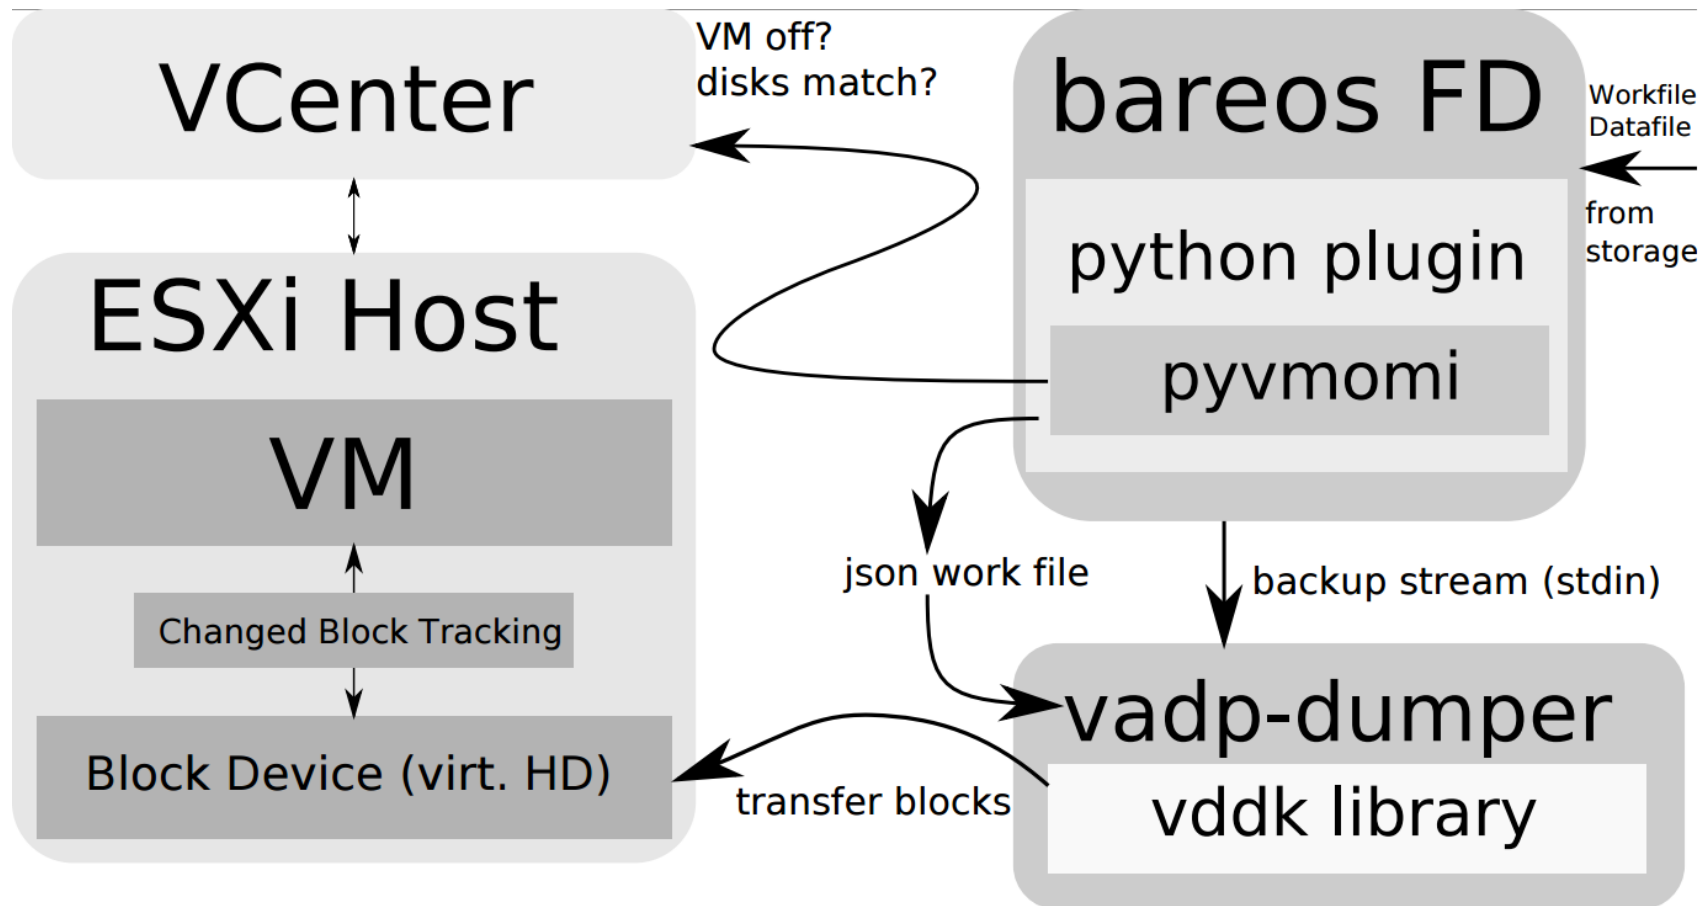 VCenter
VM off?
disks match?
bareos FD
Workfile
Datafile
from
storage
python plugin
pyvmomi
ESXi Host
VM
Changed Block Tracking
Block Device (virt. HD)
json work file
backup stream (stdin)
transfer blocks
vadp-dumper
vddk library